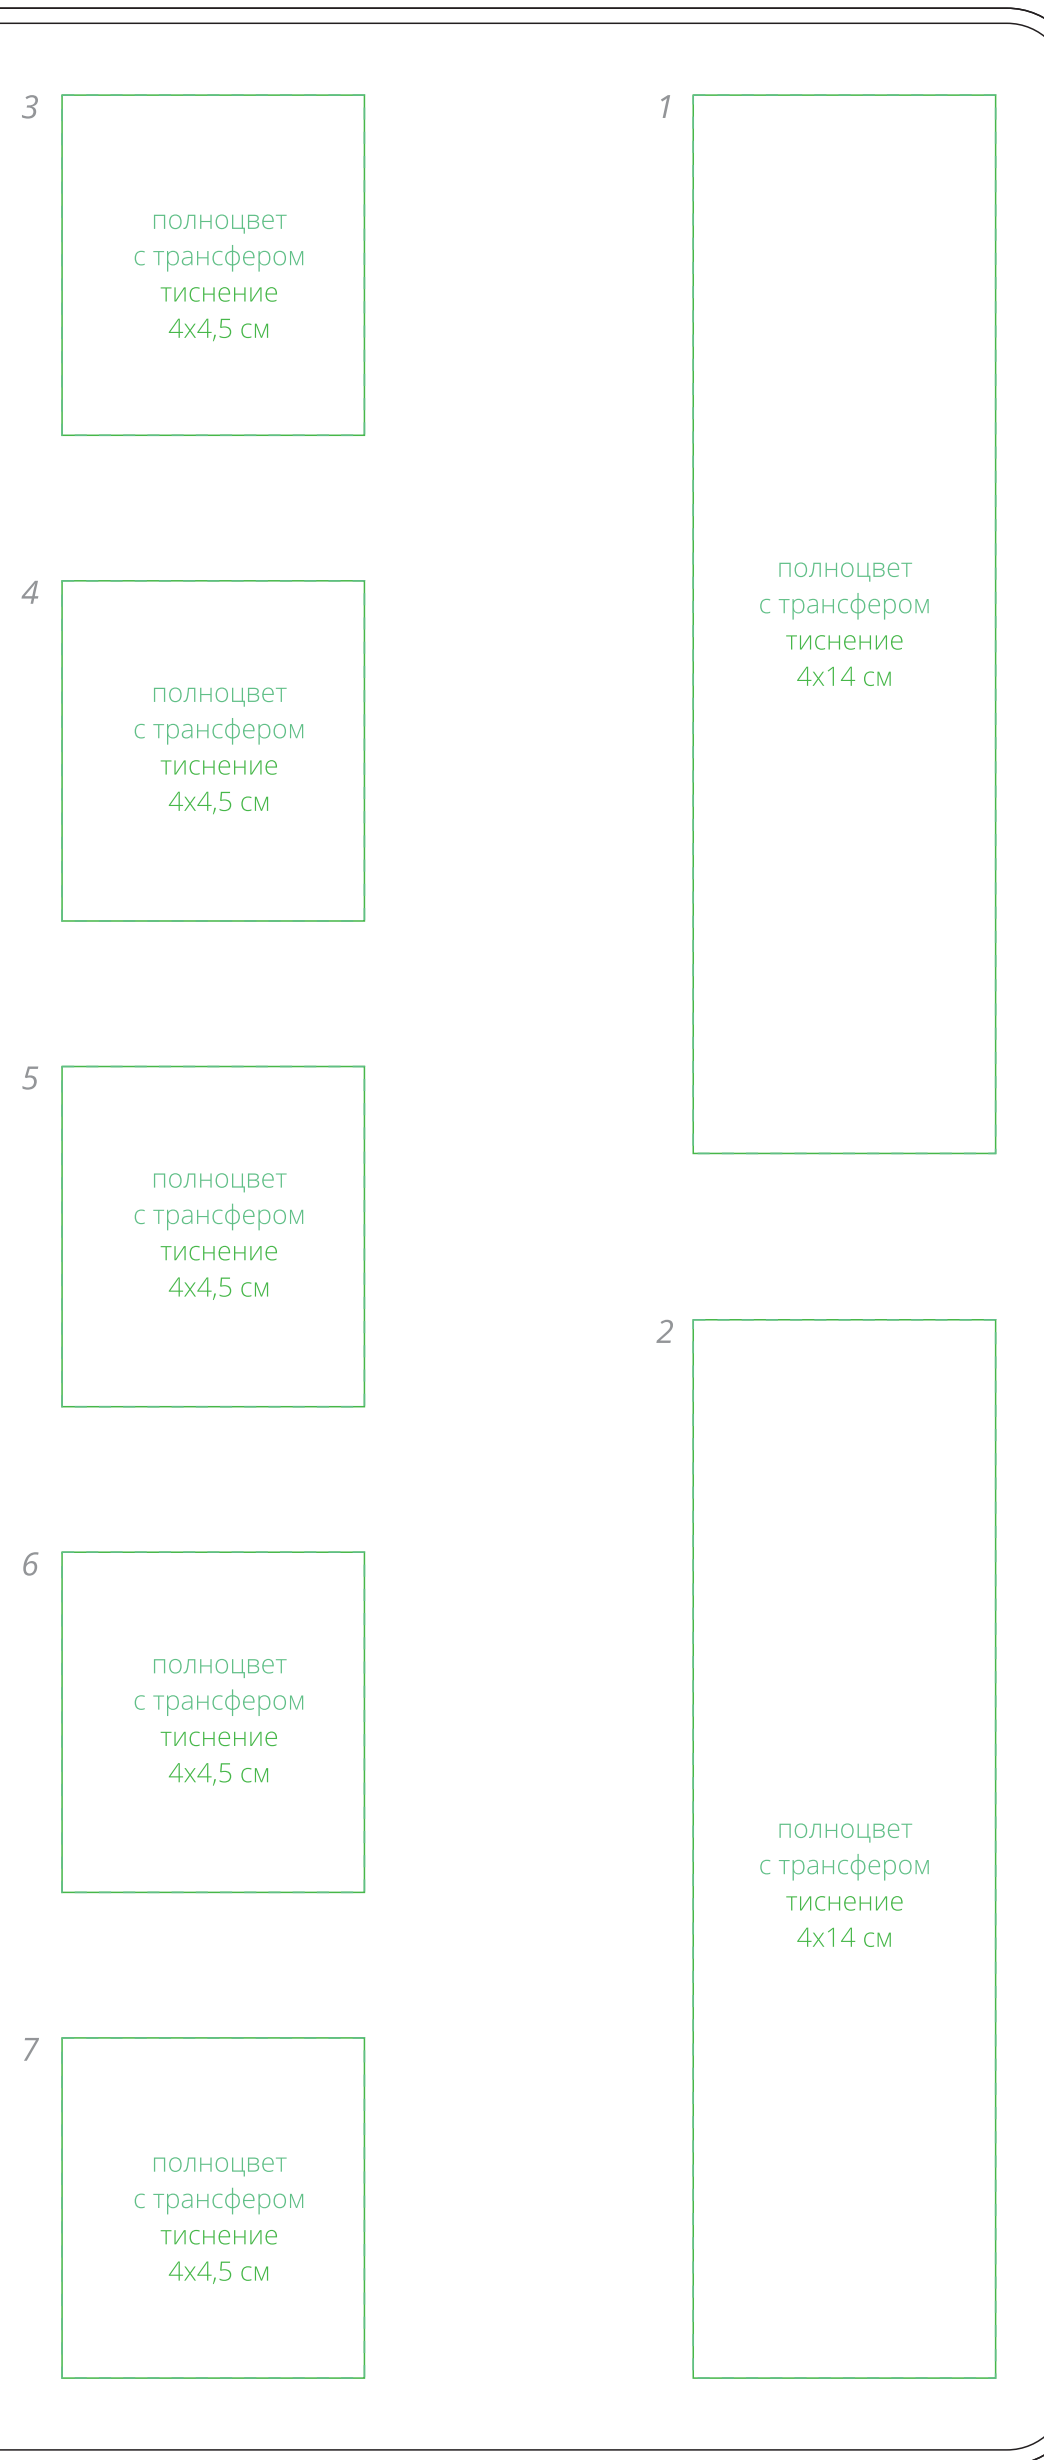 3
полноцвет
с трансфером
тиснение
4х4,5 см
4
полноцвет
с трансфером
тиснение
4х4,5 см
5
полноцвет
с трансфером
тиснение
4х4,5 см
6
полноцвет
с трансфером
тиснение
4х4,5 см
7
полноцвет
с трансфером
тиснение
4х4,5 см
1
полноцвет
с трансфером
тиснение
4х14 см
2
полноцвет
с трансфером
тиснение
4х14 см